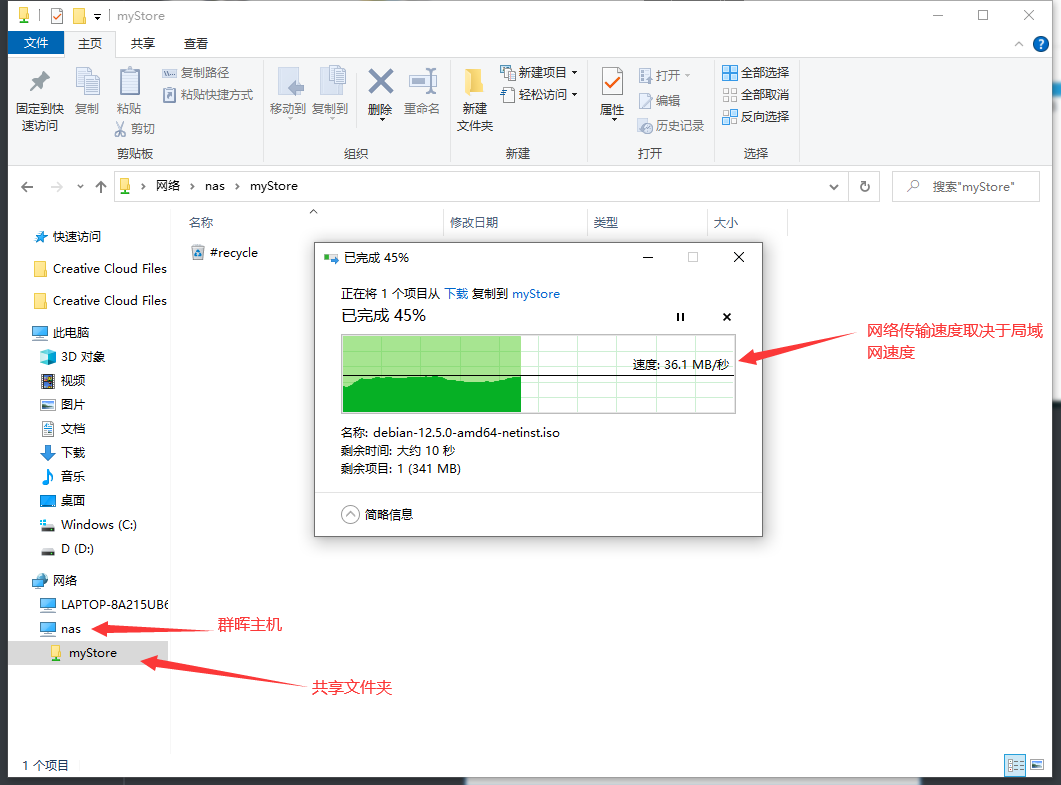 myStore
文件 主页 共享 查看
固定到快速访问
复制
粘贴
复制路径
粘贴快捷方式
剪切
剪贴板
移动到
复制到
删除
重命名
组织
新建文件夹
新建项目
轻松访问
新建
属性
打开
编辑
历史记录
打开
全部选择
全部取消
反向选择
选择
网络 nas myStore
搜索"myStore"
名称 修改日期 类型 大小
#recycle
快速访问
Creative Cloud Files
Creative Cloud Files
此电脑
3D 对象
视频
图片
文档
下载
音乐
桌面
Windows (C:)
D (D:)
网络
LAPTOP-8A215UB6
nas
myStore
群晖主机
共享文件夹
已完成 45%
正在将 1 个项目从 下载 复制到 myStore
已完成 45%
速度: 36.1 MB/秒
名称: debian-12.5.0-amd64-netinst.iso
剩余时间: 大约 10 秒
剩余项目: 1 (341 MB)
简略信息
网络传输速度取决于局域
网速度
1 个项目